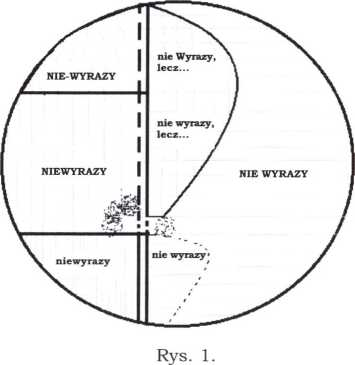 nie Wyrazy,
lecz...
NIE-WYRAZY
nie wyrazy,
lecz...
NIEWYRAZY
NIE WYRAZY
niewyrazy
nie wyrazy
Rys. 1.